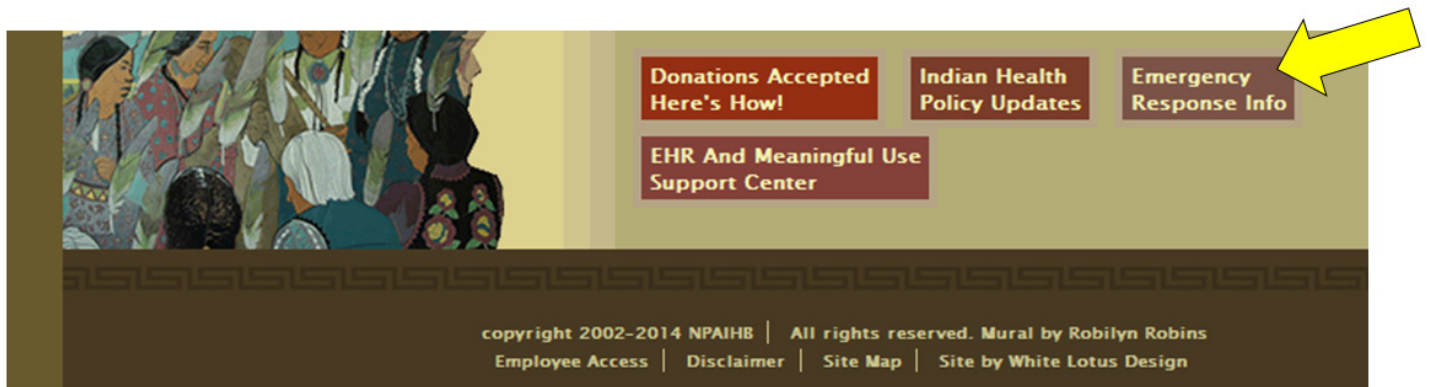 Donations Accepted
Here's How!
Indian Health
Policy Updates
Emergency
Response Info
EHR And Meaningful Use
Support Center
copyright 2002-2014 NPAIHB | All rights reserved. Mural by Robilyn Robins
Employee Access | Disclaimer | Site Map | Site by White Lotus Design